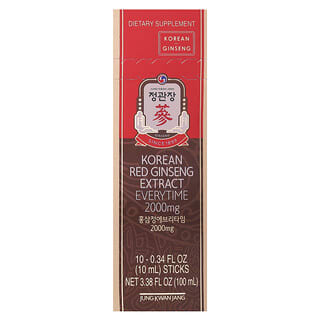 DIETARY SUPPLEMENT
KOREAN
GINSENG
정관장
蔘
SINCE1899
KOREAN
RED GINSENG
EXTRACT
EVERYTIME
2000mg
홍삼정에브리타임
2000mg
10 - 0.34 FL OZ
(10 mL) STICKS
NET 3.38 FL OZ (100 mL)
JUNG KWAN JANG